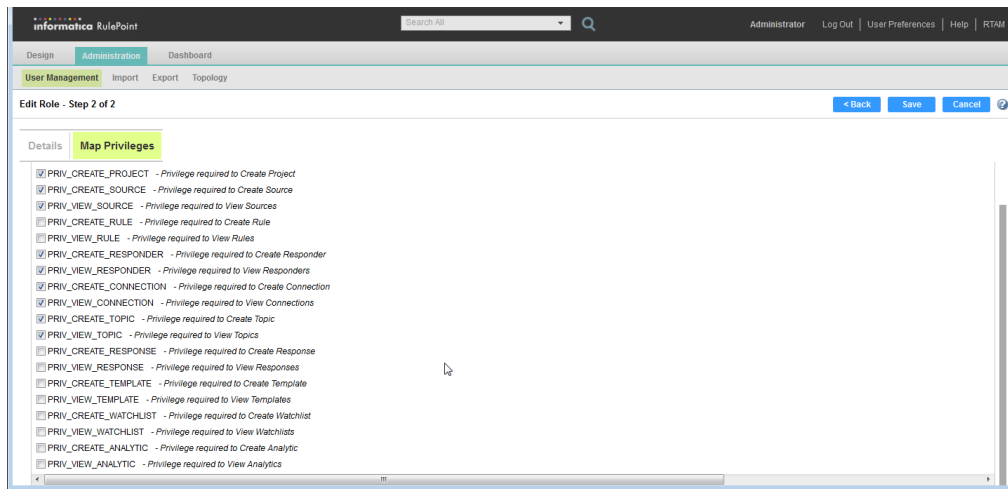 informatica RulePoint
Search All
Administrator Log Out | User Preferences | Help | RTAM
Design Administration Dashboard
User Management Import Export Topology
Edit Role - Step 2 of 2
< Back Save Cancel ?
Details Map Privileges
PRIV_CREATE_PROJECT - Privilege required to Create Project
PRIV_CREATE_SOURCE - Privilege required to Create Source
PRIV_VIEW_SOURCE - Privilege required to View Sources
PRIV_CREATE_RULE - Privilege required to Create Rule
PRIV_VIEW_RULE - Privilege required to View Rules
PRIV_CREATE_RESPONDER - Privilege required to Create Responder
PRIV_VIEW_RESPONDER - Privilege required to View Responders
PRIV_CREATE_CONNECTION - Privilege required to Create Connection
PRIV_VIEW_CONNECTION - Privilege required to View Connections
PRIV_CREATE_TOPIC - Privilege required to Create Topic
PRIV_VIEW_TOPIC - Privilege required to View Topics
PRIV_CREATE_RESPONSE - Privilege required to Create Response
PRIV_VIEW_RESPONSE - Privilege required to View Responses
PRIV_CREATE_TEMPLATE - Privilege required to Create Template
PRIV_VIEW_TEMPLATE - Privilege required to View Templates
PRIV_CREATE_WATCHLIST - Privilege required to Create Watchlist
PRIV_VIEW_WATCHLIST - Privilege required to View Watchlists
PRIV_CREATE_ANALYTIC - Privilege required to Create Analytic
PRIV_VIEW_ANALYTIC - Privilege required to View Analytics